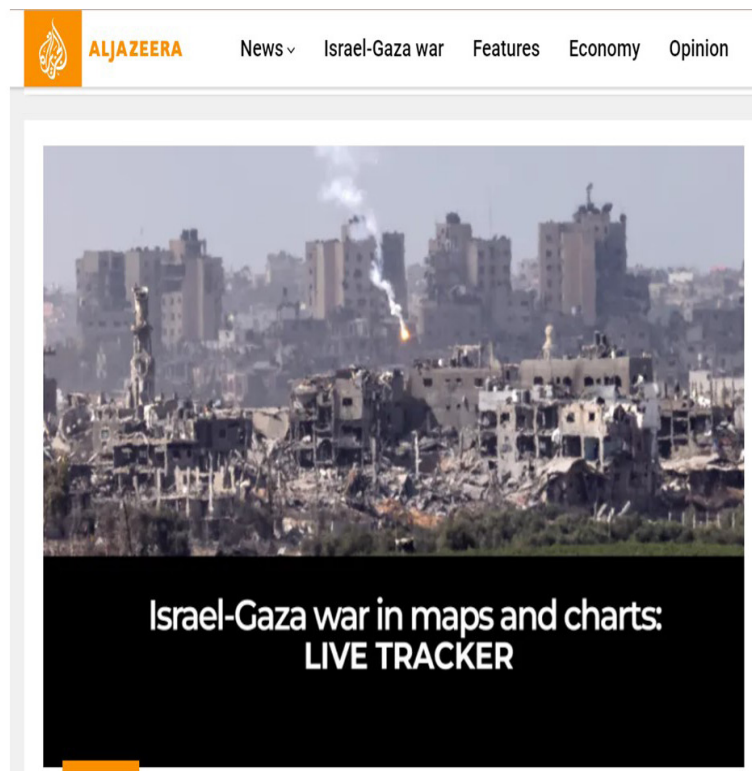 ALJAZEERA
News Israel-Gaza war Features Economy Opinion
Israel-Gaza war in maps and charts:
LIVE TRACKER